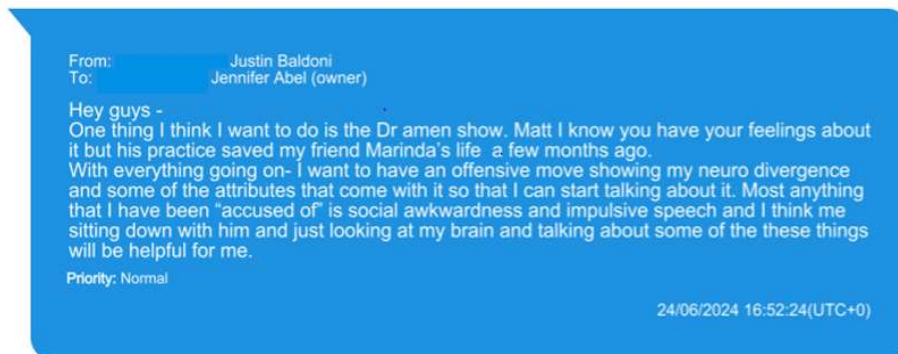 From: Justin Baldoni
To: Jennifer Abel (owner)
Hey guys -
One thing I think I want to do is the Dr amen show. Matt I know you have your feelings about
it but his practice saved my friend Marinda's life  a few months ago.
With everything going on- I want to have an offensive move showing my neuro divergence
and some of the attributes that come with it so that I can start talking about it. Most anything
that I have been “accused of” is social awkwardness and impulsive speech and I think me
sitting down with him and just looking at my brain and talking about some of the these things
will be helpful for me.
Priority: Normal
24/06/2024 16:52:24(UTC+0)